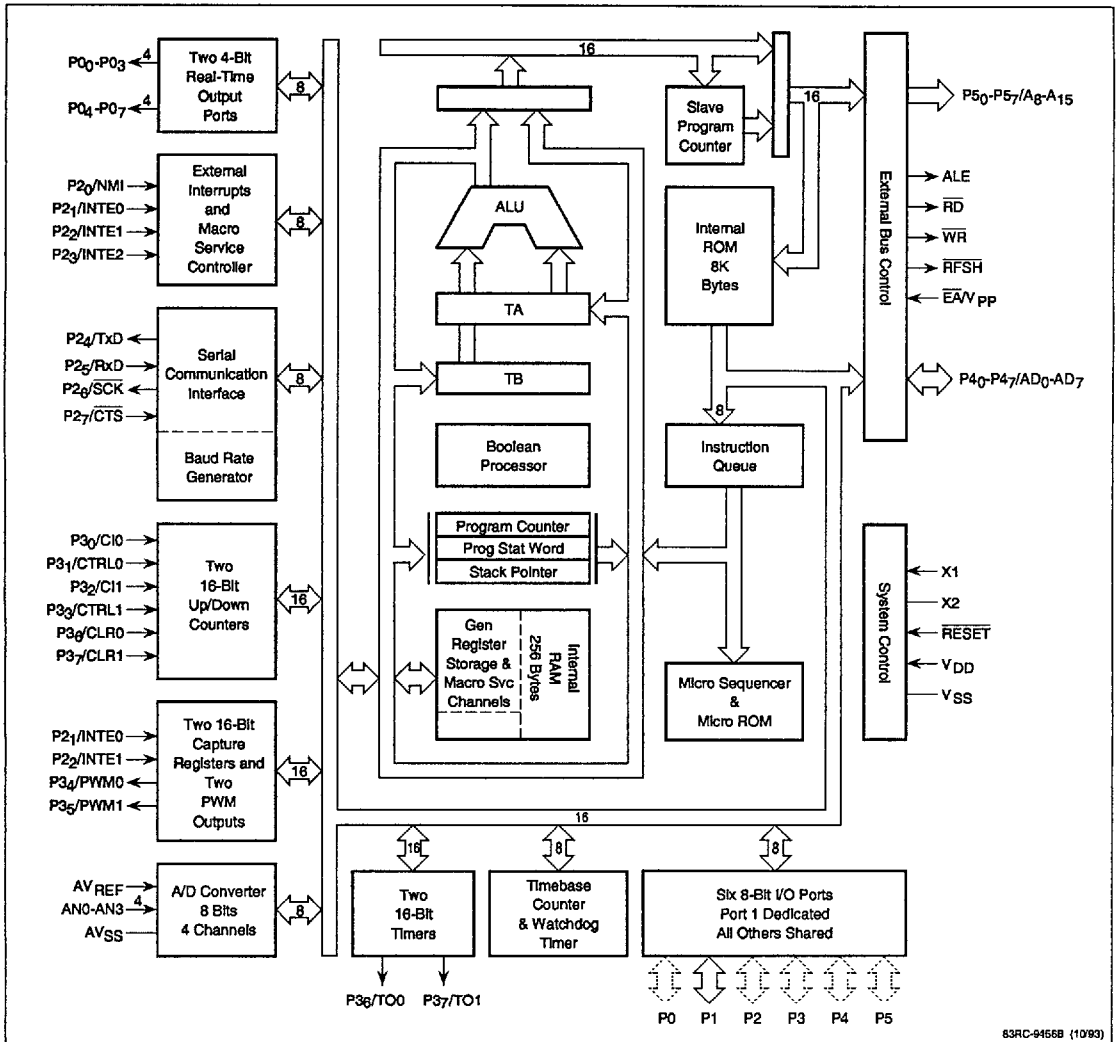 P0₀-P0₃
4
P0₄-P0₇
4
Two 4-Bit
Real-Time
Output
Ports
8
P2₀/NMI
P2₁/INTE0
P2₂/INTE1
P2₃/INTE2
External
Interrupts
and
Macro
Service
Controller
8
P2₄/TxD
P2₅/RxD
P2₆/S̅C̅K̅
P2₇/C̅T̅S̅
Serial
Communication
Interface
Baud Rate
Generator
8
P3₀/CI0
P3₁/CTRL0
P3₂/CI1
P3₃/CTRL1
P3₆/CLR0
P3₇/CLR1
Two
16-Bit
Up/Down
Counters
16
P2₁/INTE0
P2₂/INTE1
P3₄/PWM0
P3₅/PWM1
Two 16-Bit
Capture
Registers and
Two
PWM
Outputs
16
AV_REF
4
AN0-AN3
AV_SS
A/D Converter
8 Bits
4 Channels
8
16
ALU
TA
TB
Boolean
Processor
Program Counter
Prog Stat Word
Stack Pointer
Gen
Register
Storage &
Macro Svc
Channels
Internal
RAM
256 Bytes
Slave
Program
Counter
16
Internal
ROM
8K
Bytes
8
Instruction
Queue
Micro Sequencer
&
Micro ROM
External Bus Control
P5₀-P5₇/A₈-A₁₅
ALE
R̅D̅
W̅R̅
R̅F̅S̅H̅
E̅A̅/V_PP
P4₀-P4₇/AD₀-AD₇
System Control
X1
X2
R̅E̅S̅E̅T̅
V_DD
V_SS
16
16
Two
16-Bit
Timers
P3₆/TO0
P3₇/TO1
8
Timebase
Counter
& Watchdog
Timer
8
Six 8-Bit I/O Ports
Port 1 Dedicated
All Others Shared
P0
P1
P2
P3
P4
P5
83RC-9456B (10/93)